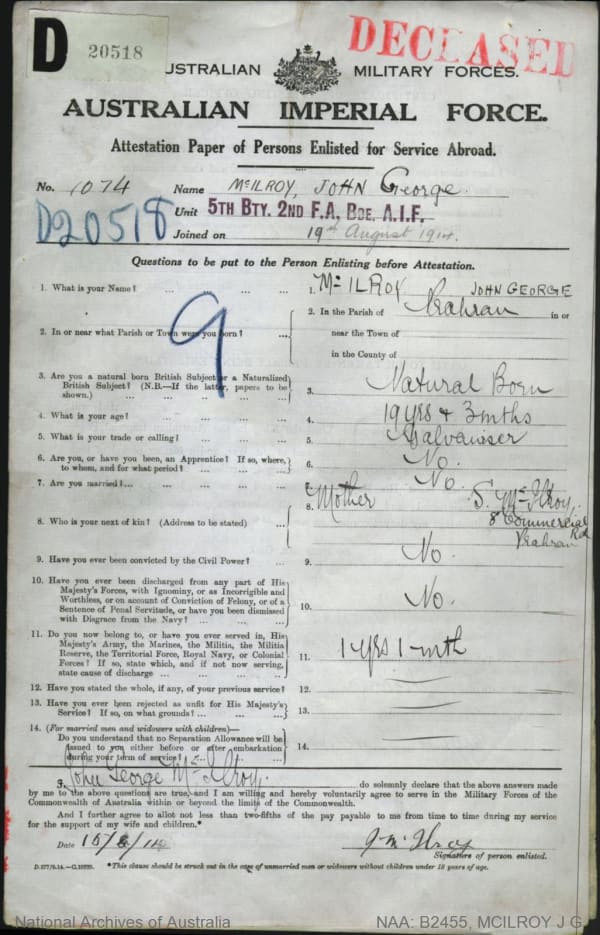 D
20518
DECEASED
AUSTRALIAN MILITARY FORCES.
AUSTRALIAN IMPERIAL FORCE.
Attestation Paper of Persons Enlisted for Service Abroad.
No. 1074 Name McILROY, JOHN George.
D20518
Unit 5TH BTY. 2ND F.A. BDE. A.I.F.
Joined on 19th August 1914.
Questions to be put to the Person Enlisting before Attestation.
9
1. What is your Name? ... ... ... 1. Mc ILROY JOHN GEORGE
2. In or near what Parish or Town were you born? ... 2. In the Parish of Prahran in or
near the Town of
in the County of
3. Are you a natural born British Subject or a Naturalized
British Subject? (N.B.—If the latter, papers to be
shown.) ... ... ... 3. Natural Born
4. What is your age? ... ... ... 4. 19 yrs & 3 mths
5. What is your trade or calling? ... ... 5. Galvaniser
6. Are you, or have you been, an Apprentice? If so, where,
to whom, and for what period? ... ... 6. No.
7. Are you married?... ... ... 7. No.
8. Who is your next of kin? (Address to be stated) ... 8. Mother S. McIlroy,
8 Commercial
Rd
Prahran
9. Have you ever been convicted by the Civil Power? ... 9. No.
10. Have you ever been discharged from any part of His
Majesty's Forces, with Ignominy, or as Incorrigible and
Worthless, or on account of Conviction of Felony, or of a
Sentence of Penal Servitude, or have you been dismissed
with Disgrace from the Navy? ... ... 10. No.
11. Do you now belong to, or have you ever served in, His
Majesty's Army, the Marines, the Militia, the Militia
Reserve, the Territorial Force, Royal Navy, or Colonial
Forces? If so, state which, and if not now serving,
state cause of discharge ... ... 11. 1 yrs 1 mth
12. Have you stated the whole, if any, of your previous service? 12.
13. Have you ever been rejected as unfit for His Majesty's
Service? If so, on what grounds? ... ... 13.
14. (For married men and widowers with children)—
Do you understand that no Separation Allowance will be
issued to you either before or after embarkation
during your term of service? ... ... 14.
I, John George McIlroy. do solemnly declare that the above answers made
by me to the above questions are true, and I am willing and hereby voluntarily agree to serve in the Military Forces of the
Commonwealth of Australia within or beyond the limits of the Commonwealth.
And I further agree to allot not less than two-fifths of the pay payable to me from time to time during my service
for the support of my wife and children.*
Date J McIlroy
Signature of person enlisted.
*This clause should be struck out in the case of unmarried men or widowers without children under 18 years of age.
National Archives of Australia NAA: B2455, MCILROY J G